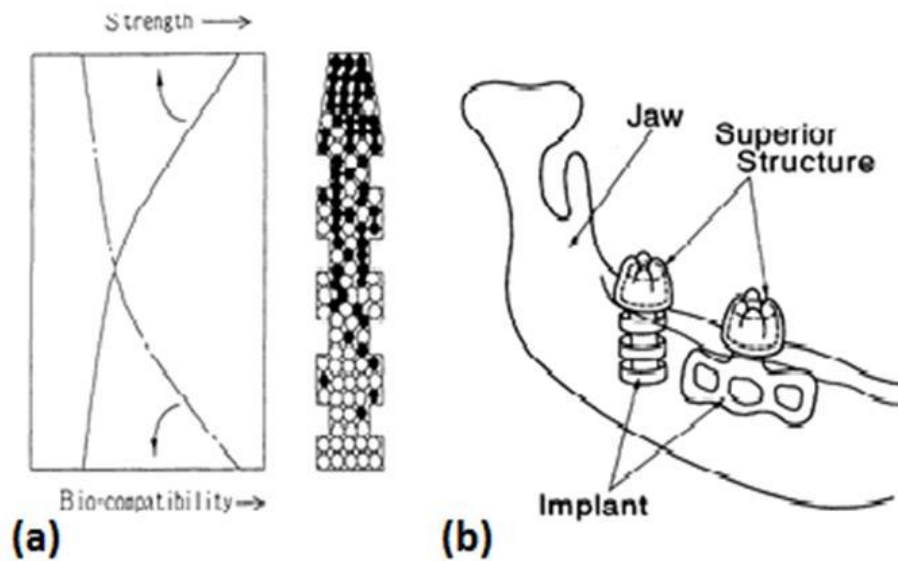 Strength →
Bio-compatibility →
(a)
Jaw
Superior
Structure
Implant
(b)